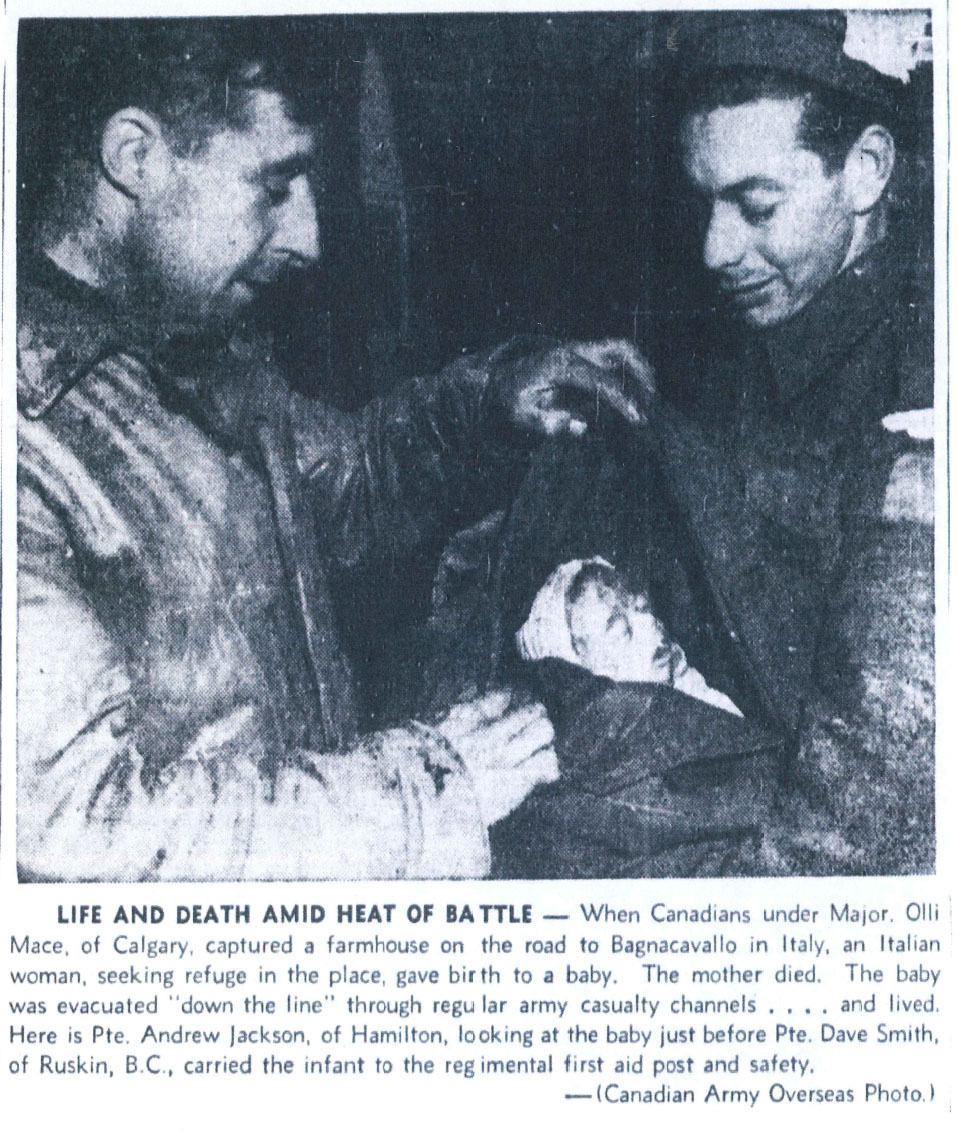 LIFE AND DEATH AMID HEAT OF BATTLE — When Canadians under Major. Olli
Mace, of Calgary, captured a farmhouse on the road to Bagnacavallo in Italy, an Italian
woman, seeking refuge in the place, gave birth to a baby. The mother died. The baby
was evacuated "down the line" through regular army casualty channels . . . . and lived.
Here is Pte. Andrew Jackson, of Hamilton, looking at the baby just before Pte. Dave Smith,
of Ruskin, B.C., carried the infant to the regimental first aid post and safety.
—(Canadian Army Overseas Photo.)